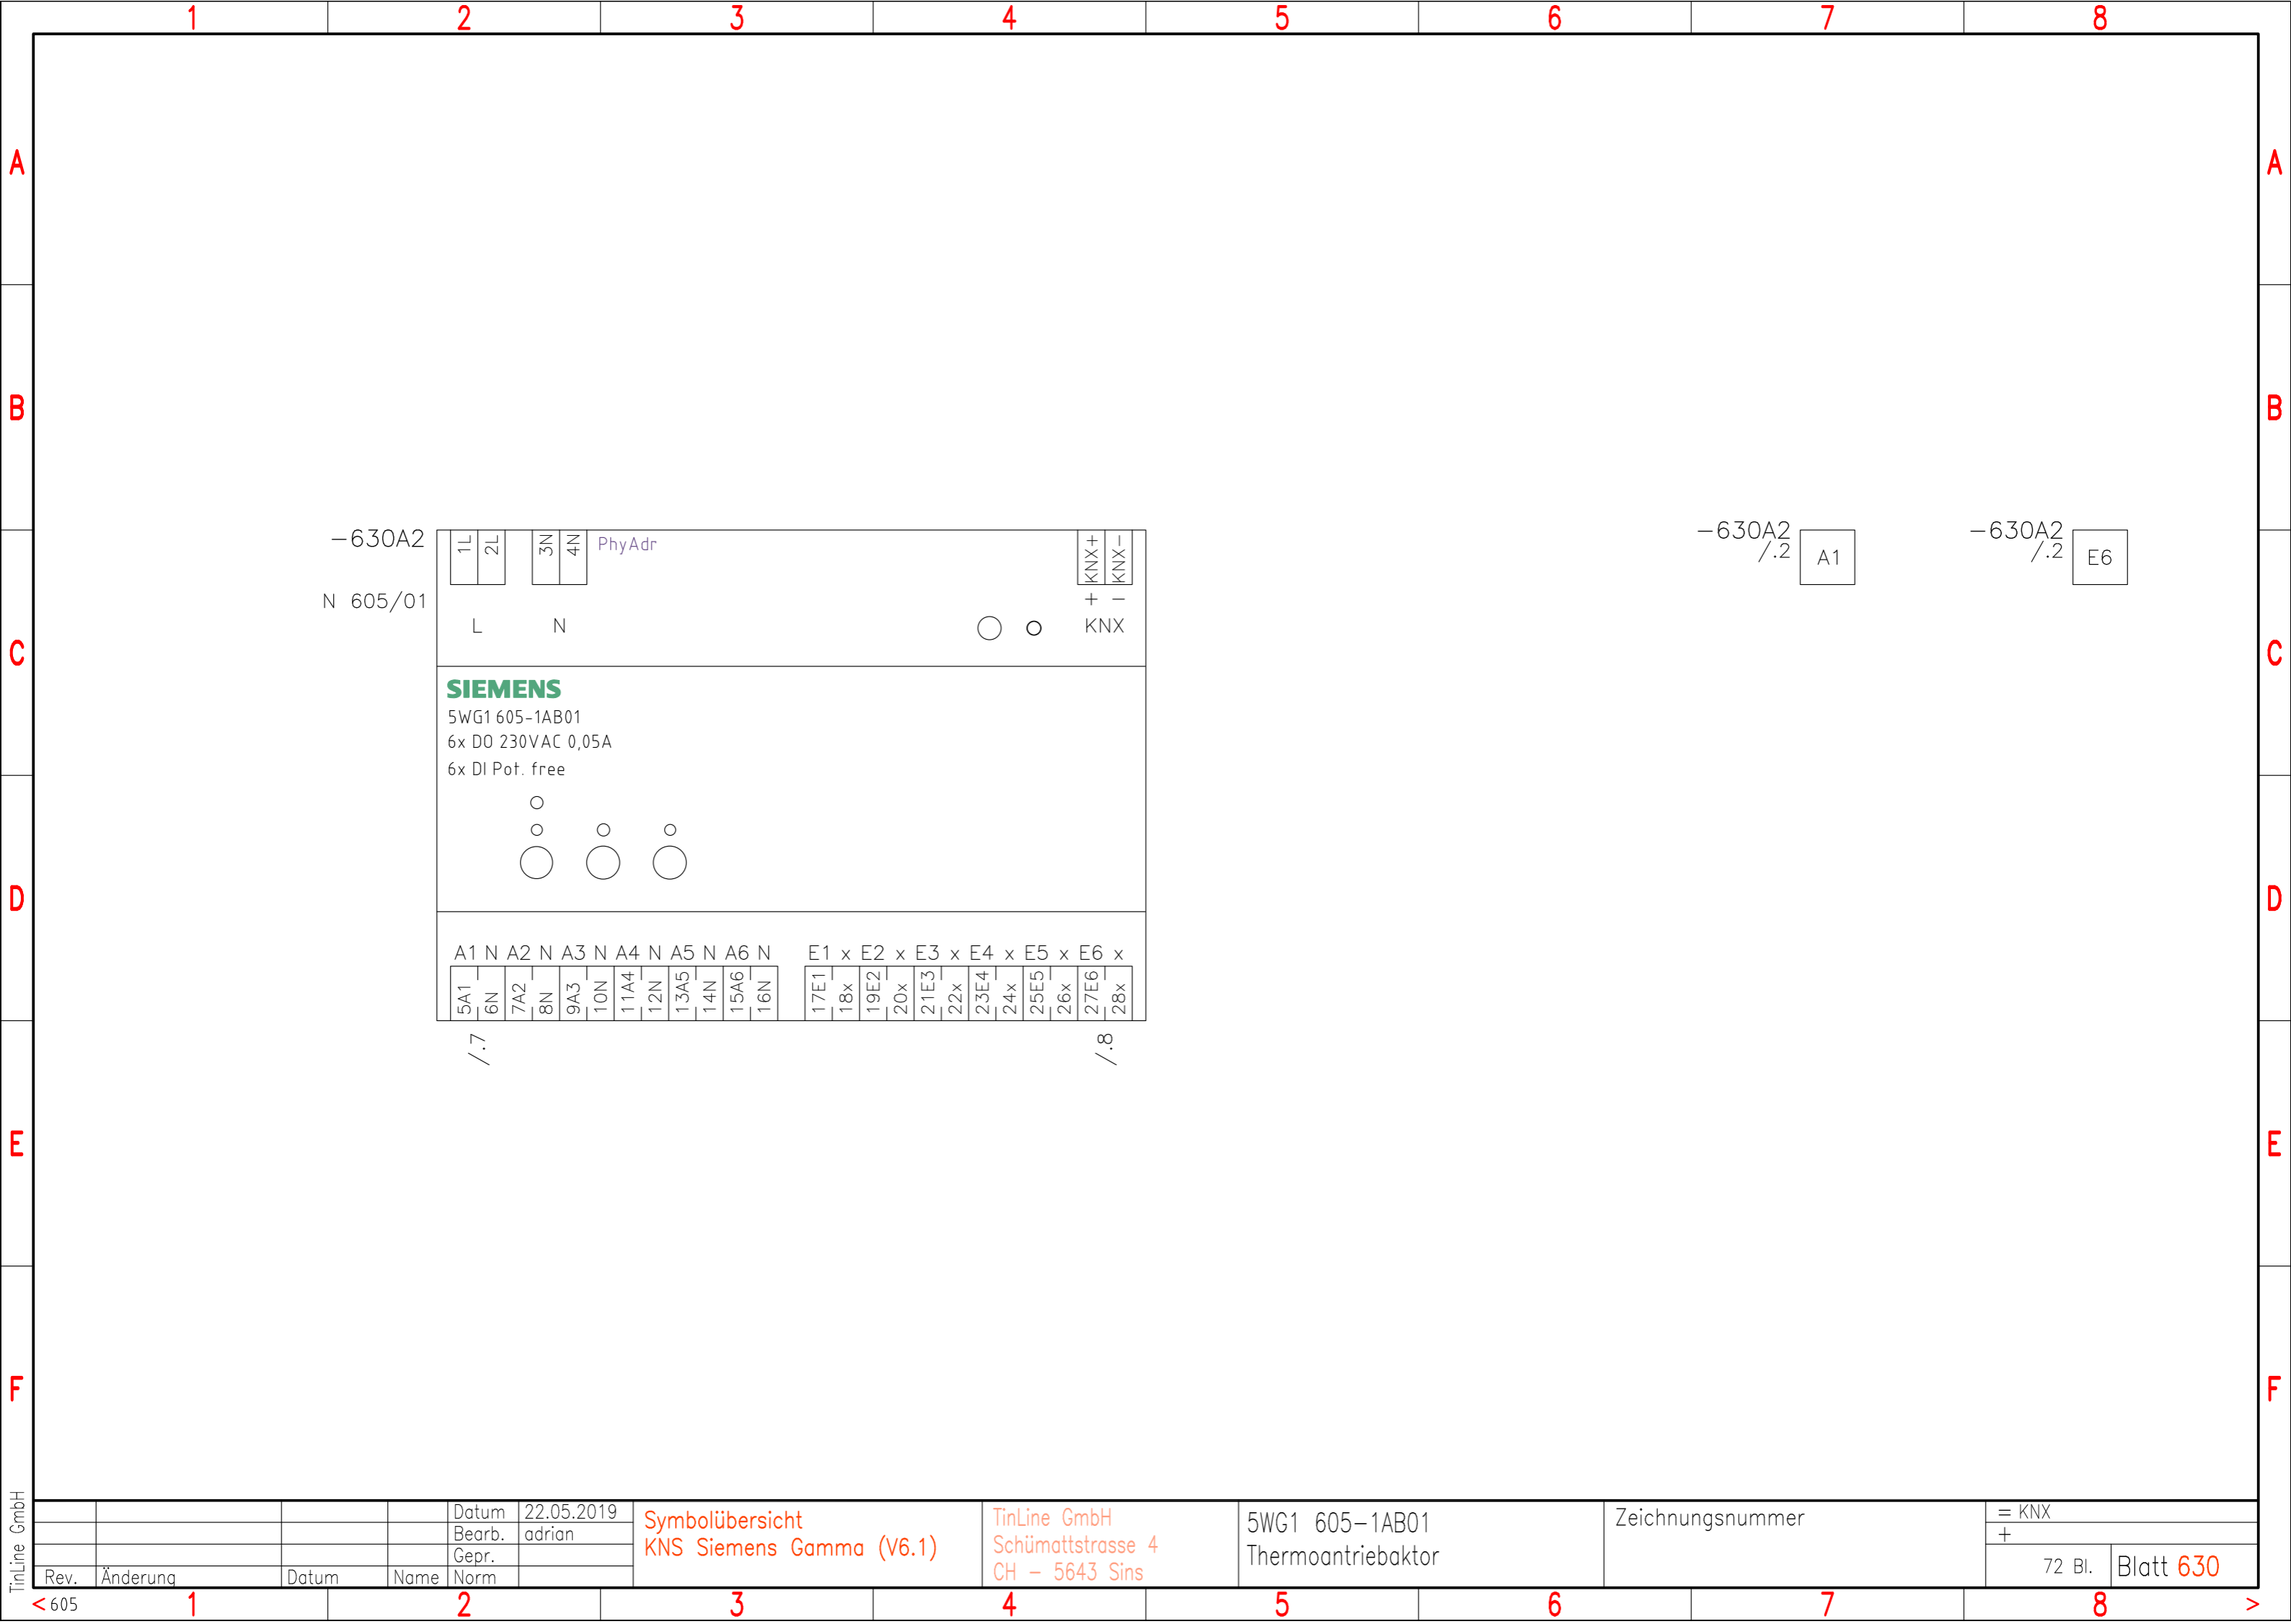 1 2 3 4 5 6 7 8
A A
B B
-630A2 1L 2L 3N 4N PhyAdr KNX+ KNX-
N 605/01 + -
L N KNX
-630A2 /.2 A1
-630A2 /.2 E6
C C
SIEMENS
5WG1 605-1AB01
6x DO 230VAC 0,05A
6x DI Pot. free
D D
A1 N A2 N A3 N A4 N A5 N A6 N E1 x E2 x E3 x E4 x E5 x E6 x
5A1 6N 7A2 8N 9A3 10N 11A4 12N 13A5 14N 15A6 16N 17E1 18x 19E2 20x 21E3 22x 23E4 24x 25E5 26x 27E6 28x
/.7 /.8
E E
F F
TinLine GmbH
Datum 22.05.2019
Bearb. adrian
Gepr.
Rev. Änderung Datum Name Norm
Symbolübersicht
KNS Siemens Gamma (V6.1)
TinLine GmbH
Schümattstrasse 4
CH - 5643 Sins
5WG1 605-1AB01
Thermoantriebaktor
Zeichnungsnummer
= KNX
+
72 Bl. Blatt 630
<605 1 2 3 4 5 6 7 8 >